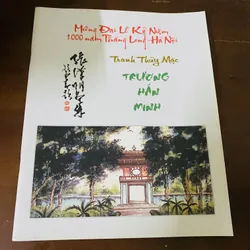 Mừng Đại Lễ Kỷ Niệm
1000 năm Thăng Long-Hà Nội
Tranh Thủy Mặc
TRƯƠNG
HÁN
MINH